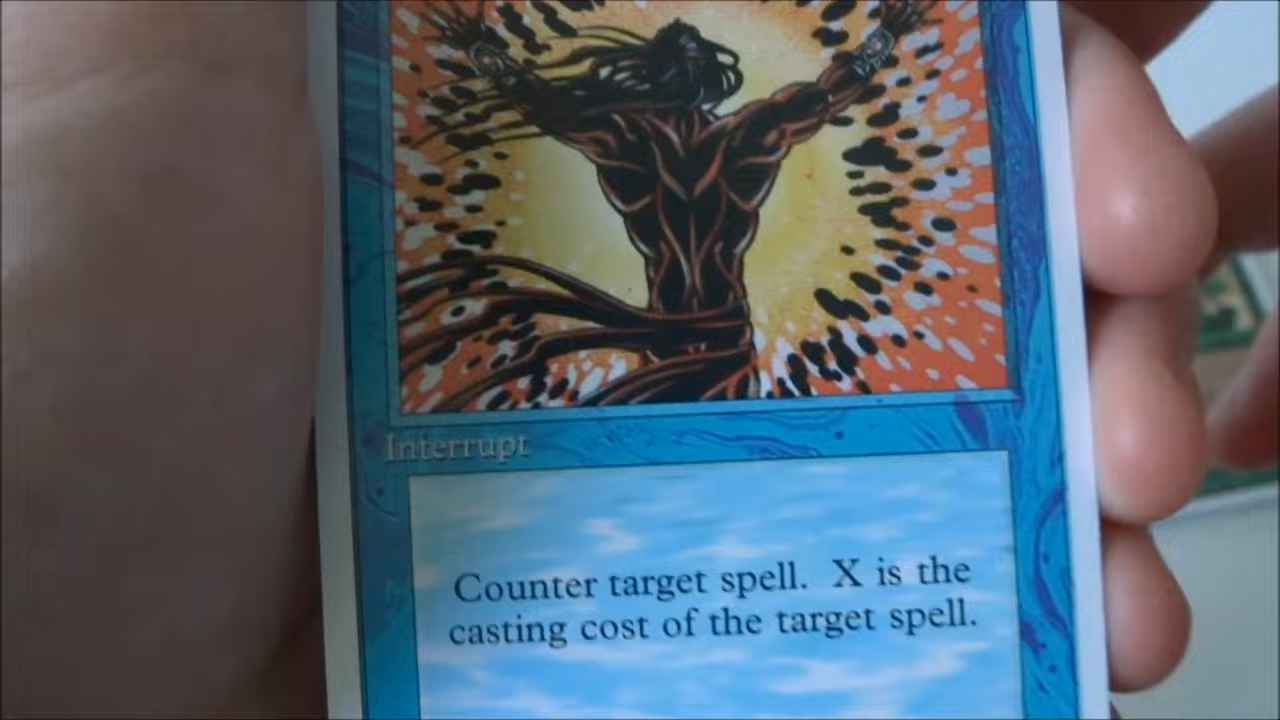 Interrupt
Counter target spell. X is the
casting cost of the target spell.